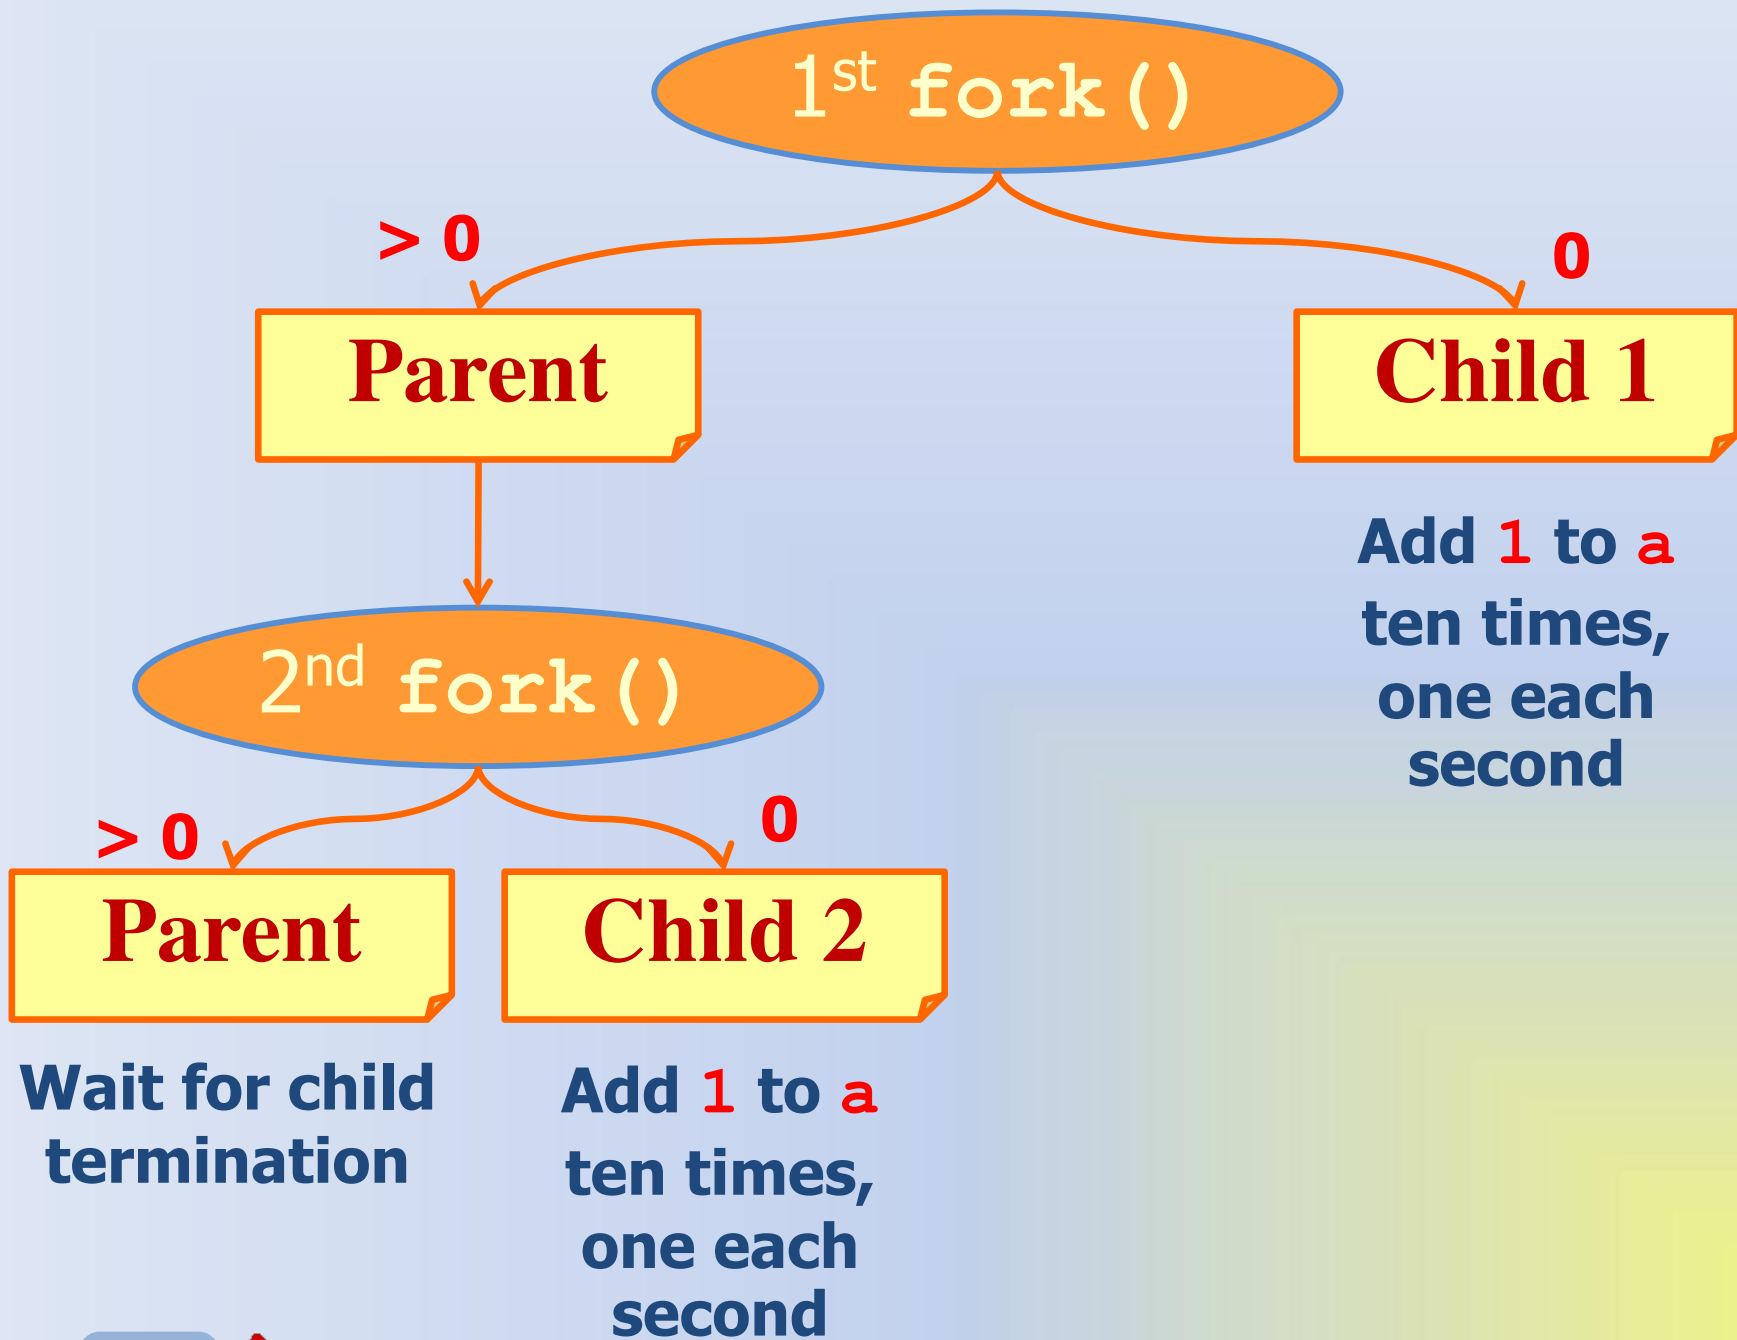 1st fork()
> 0
0
Parent
Child 1
Add 1 to a
ten times,
one each
second
2nd fork()
> 0
0
Parent
Child 2
Wait for child
termination
Add 1 to a
ten times,
one each
second